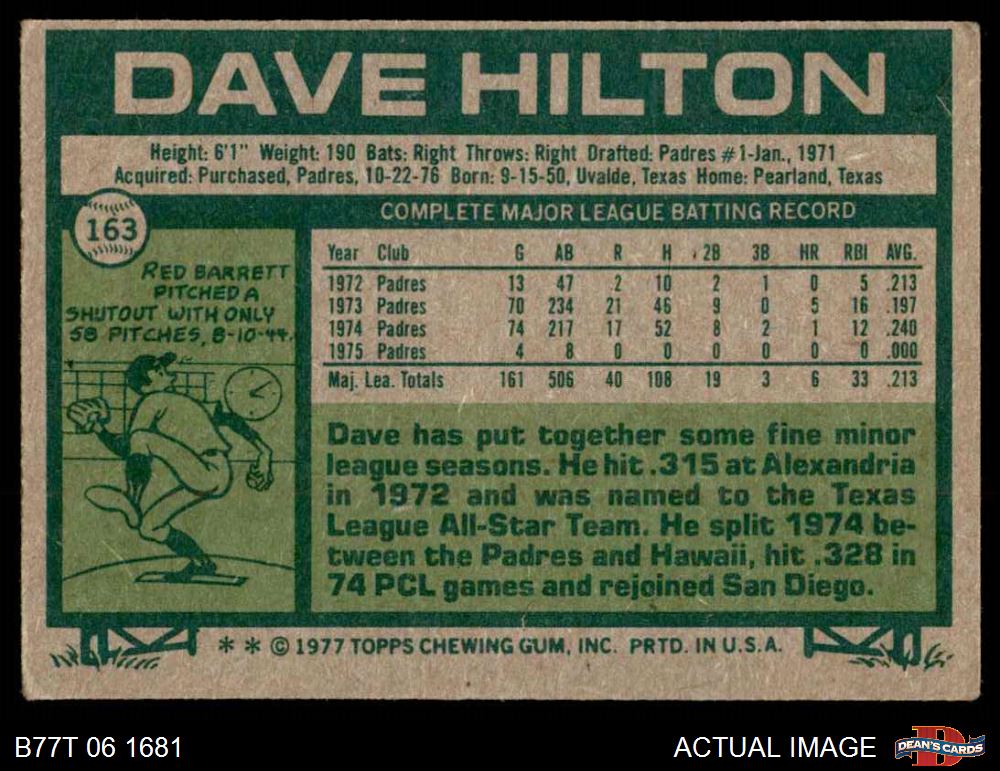 DAVE HILTON
Height: 6'1" Weight: 190 Bats: Right Throws: Right Drafted: Padres #1-Jan., 1971
Acquired: Purchased, Padres, 10-22-76 Born: 9-15-50, Uvalde, Texas Home: Pearland, Texas
163
RED BARRETT
PITCHED A
SHUTOUT WITH ONLY
58 PITCHES, 8-10-44.
COMPLETE MAJOR LEAGUE BATTING RECORD
Year Club G AB R H 2B 3B HR RBI AVG.
1972 Padres 13 47 2 10 2 1 0 5 .213
1973 Padres 70 234 21 46 9 0 5 16 .197
1974 Padres 74 217 17 52 8 2 1 12 .240
1975 Padres 4 8 0 0 0 0 0 0 .000
Maj. Lea. Totals 161 506 40 108 19 3 6 33 .213
Dave has put together some fine minor
league seasons. He hit .315 at Alexandria
in 1972 and was named to the Texas
League All-Star Team. He split 1974 be-
tween the Padres and Hawaii, hit .328 in
74 PCL games and rejoined San Diego.
* * © 1977 TOPPS CHEWING GUM, INC. PRTD. IN U.S.A.
B77T 06 1681
ACTUAL IMAGE
D
DEAN'S CARDS